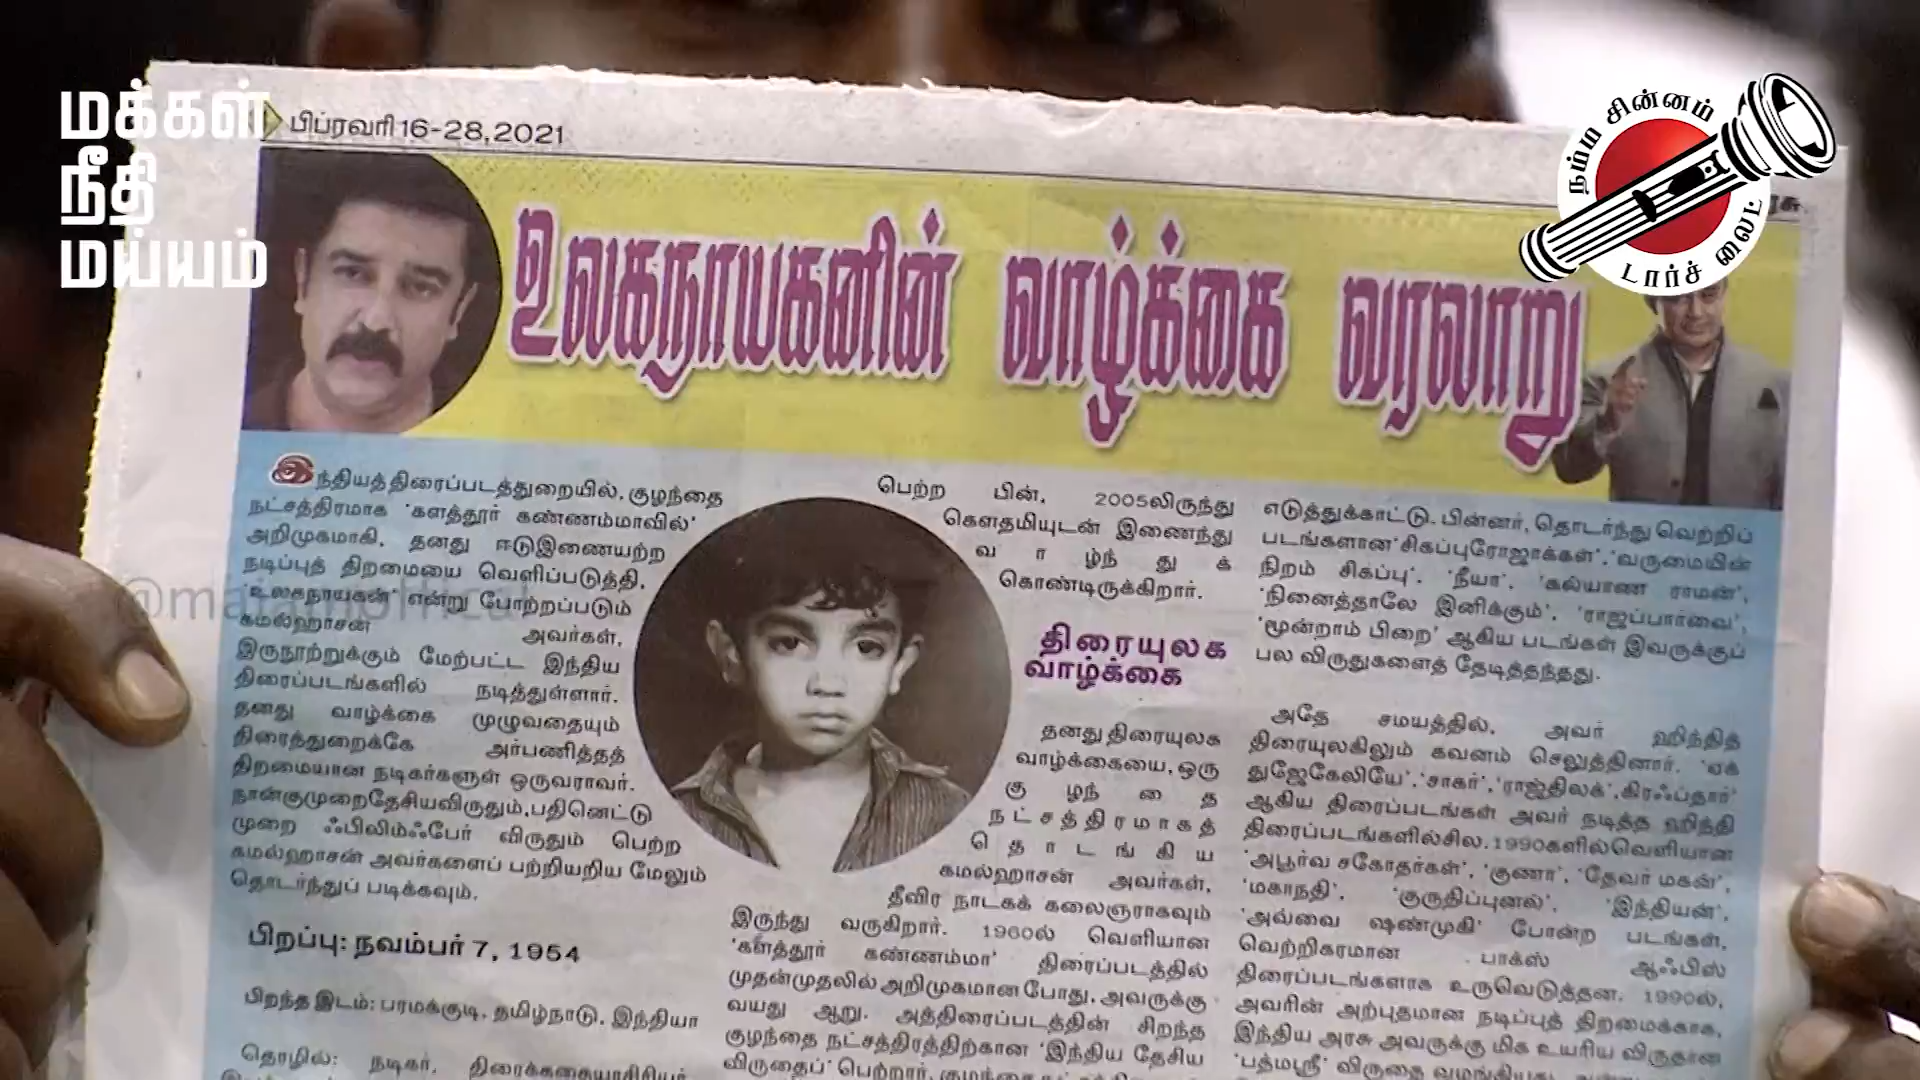 மக்கள்
நீதி
மய்யம்
நம்ம சின்னம்
டார்ச் லைட்
பிப்ரவரி 16-28,2021
உலகநாயகனின் வாழ்க்கை வரலாறு
இந்தியத்திரைப்படத்துறையில், குழந்தை
நட்சத்திரமாக 'களத்தூர் கண்ணம்மாவில்'
அறிமுகமாகி, தனது ஈடுஇணையற்ற
நடிப்புத் திறமையை வெளிப்படுத்தி,
'உலகநாயகன்' என்று போற்றப்படும்
கமல்ஹாசன் அவர்கள்,
இருநூற்றுக்கும் மேற்பட்ட இந்திய
திரைப்படங்களில் நடித்துள்ளார்.
தனது வாழ்க்கை முழுவதையும்
திரைத்துறைக்கே அர்பணித்தத்
திறமையான நடிகர்களுள் ஒருவராவர்.
நான்குமுறைதேசியவிருதும்,பதினெட்டு
முறை ஃபிலிம்ஃபேர் விருதும் பெற்ற
கமல்ஹாசன் அவர்களைப் பற்றியறிய மேலும்
தொடர்ந்துப் படிக்கவும்.
பிறப்பு: நவம்பர் 7, 1954
பிறந்த இடம்: பரமக்குடி, தமிழ்நாடு, இந்தியா
தொழில்: நடிகர், திரைக்கதையாசிரியர்,
பெற்ற பின், 2005லிருந்து
கௌதமியுடன் இணைந்து
வாழ்ந்துக்
கொண்டிருக்கிறார்.
திரையுலக
வாழ்க்கை
தனது திரையுலக
வாழ்க்கையை, ஒரு
குழந்தை
நட்சத்திரமாகத்
தொடங்கிய
கமல்ஹாசன் அவர்கள்,
தீவிர நாடகக் கலைஞராகவும்
இருந்து வருகிறார். 1960ல் வெளியான
'களத்தூர் கண்ணம்மா' திரைப்படத்தில்
முதன்முதலில் அறிமுகமான போது, அவருக்கு
வயது ஆறு. அத்திரைப்படத்தின் சிறந்த
குழந்தை நட்சத்திரத்திற்கான 'இந்திய தேசிய
விருதைப்' பெற்றார்.
எடுத்துக்காட்டு. பின்னர், தொடர்ந்து வெற்றிப்
படங்களான 'சிகப்புரோஜாக்கள்', 'வருமையின்
நிறம் சிகப்பு', 'நீயா', 'கல்யாண ராமன்',
'நினைத்தாலே இனிக்கும்', 'ராஜப்பார்வை',
'மூன்றாம் பிறை' ஆகிய படங்கள் இவருக்குப்
பல விருதுகளைத் தேடித்தந்தது.
அதே சமயத்தில், அவர் ஹிந்தித்
திரையுலகிலும் கவனம் செலுத்தினார். 'ஏக்
துஜேகேலியே', 'சாகர்', 'ராஜ்திலக்', கிரஃப்தார்'
ஆகிய திரைப்படங்கள் அவர் நடித்த ஹிந்தி
திரைப்படங்களில்சில. 1990களில்வெளியான
'அபூர்வ சகோதர்கள்', 'குணா', 'தேவர் மகன்',
'மகாநதி', 'குருதிப்புனல்', 'இந்தியன்',
'அவ்வை ஷண்முகி' போன்ற படங்கள்,
வெற்றிகரமான பாக்ஸ் ஆஃபிஸ்
திரைப்படங்களாக உருவெடுத்தன. 1990ல்,
அவரின் அற்புதமான நடிப்புத் திறமைக்காக,
இந்திய அரசு அவருக்கு மிக உயரிய விருதான
'பத்மஸ்ரீ' விருதை வழங்கியது.